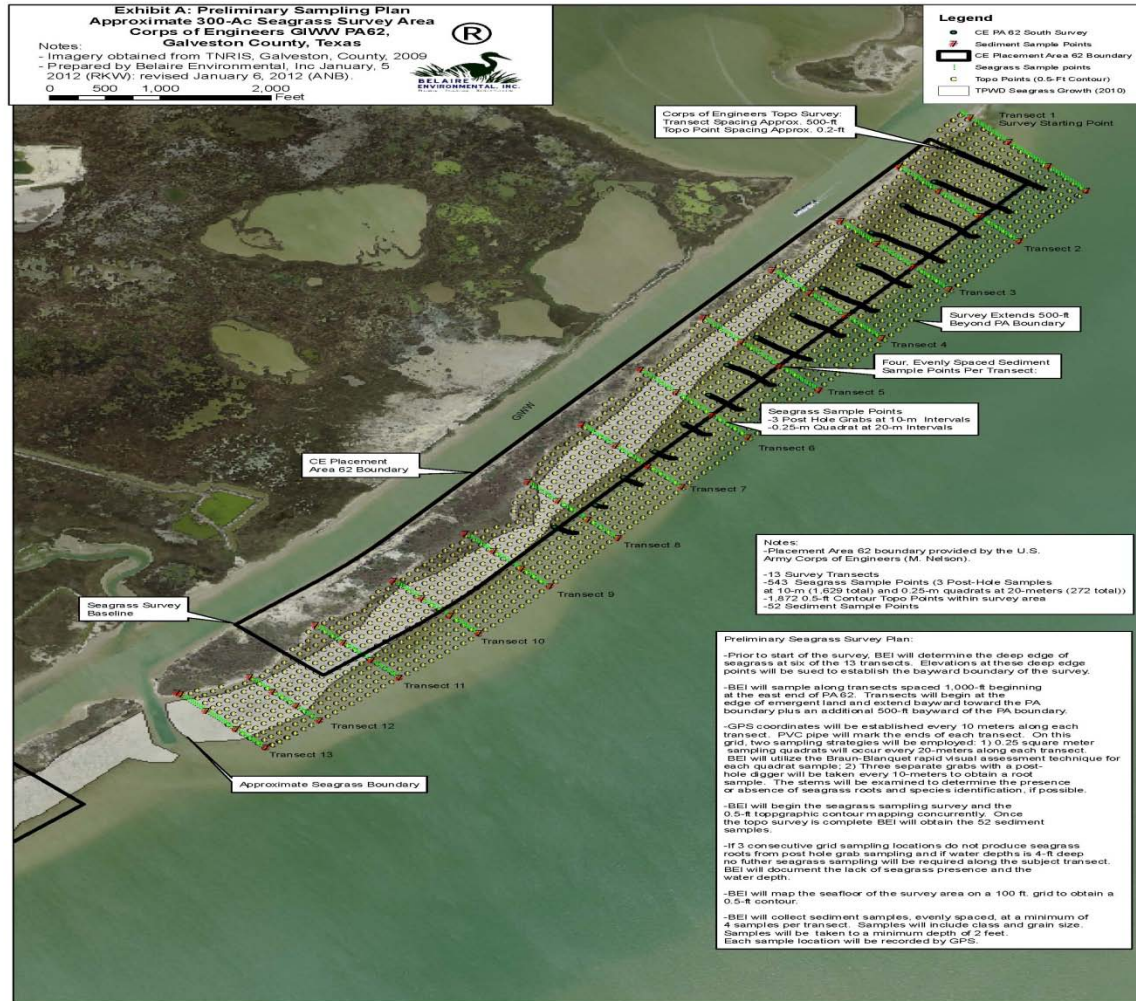 Exhibit A: Preliminary Sampling Plan
Approximate 300-Ac Seagrass Survey Area
Corps of Engineers GIWW PA62,
Galveston County, Texas
Notes:
- Imagery obtained from TNRIS, Galveston, County, 2009
- Prepared by Belaire Environmental, Inc January, 5
2012 (RKW): revised January 6, 2012 (ANB).
0 500 1,000 2,000
Feet
®
BELAIRE
ENVIRONMENTAL, INC.
Legend
CE PA 62 South Survey
Sediment Sample Points
CE Placement Area 62 Boundary
Seagrass Sample points
Topo Points (0.5-Ft Contour)
TPWD Seagrass Growth (2010)
Transect 1
Survey Starting Point
Corps of Engineers Topo Survey:
Transect Spacing Approx. 500-ft
Topo Point Spacing Approx. 0.2-ft
Transect 2
Transect 3
Survey Extends 500-ft
Beyond PA Boundary
Transect 4
Four, Evenly Spaced Sediment
Sample Points Per Transect:
Transect 5
Seagrass Sample Points
-3 Post Hole Grabs at 10-m Intervals
-0.25-m Quadrat at 20-m Intervals
Transect 6
GIWW
CE Placement
Area 62 Boundary
Transect 7
Transect 8
Transect 9
Seagrass Survey
Baseline
Transect 10
Transect 11
Transect 12
Transect 13
Approximate Seagrass Boundary
Notes:
-Placement Area 62 boundary provided by the U.S.
Army Corps of Engineers (M. Nelson).
-13 Survey Transects
-543 Seagrass Sample Points (3 Post-Hole Samples
at 10-m (1,629 total) and 0.25-m quadrats at 20-meters (272 total))
-1,872 0.5-ft Contour Topo Points within survey area
-52 Sediment Sample Points
Preliminary Seagrass Survey Plan:
-Prior to start of the survey, BEI will determine the deep edge of
seagrass at six of the 13 transects. Elevations at these deep edge
points will be sued to establish the bayward boundary of the survey.
-BEI will sample along transects spaced 1,000-ft beginning
at the east end of PA 62. Transects will begin at the
edge of emergent land and extend bayward toward the PA
boundary plus an additional 500-ft bayward of the PA boundary.
-GPS coordinates will be established every 10 meters along each
transect. PVC pipe will mark the ends of each transect. On this
grid, two sampling strategies will be employed: 1) 0.25 square meter
sampling quadrats will occur every 20-meters along each transect.
BEI will utilize the Braun-Blanquet rapid visual assessment technique for
each quadrat sample; 2) Three separate grabs with a post-
hole digger will be taken every 10-meters to obtain a root
sample. The stems will be examined to determine the presence
or absence of seagrass roots and species identification, if possible.
-BEI will begin the seagrass sampling survey and the
0.5-ft toppgraphic contour mapping concurrently. Once
the topo survey is complete BEI will obtain the 52 sediment
samples.
-If 3 consecutive grid sampling locations do not produce seagrass
roots from post hole grab sampling and if water depths is 4-ft deep
no futher seagrass sampling will be required along the subject transect.
BEI will document the lack of seagrass presence and the
water depth.
-BEI will map the seafloor of the survey area on a 100 ft. grid to obtain a
0.5-ft contour.
-BEI will collect sediment samples, evenly spaced, at a minimum of
4 samples per transect. Samples will include class and grain size.
Samples will be taken to a minimum depth of 2 feet.
Each sample location will be recorded by GPS.